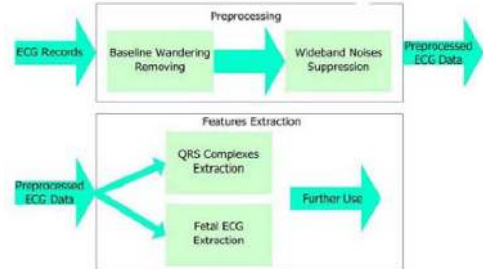 Preprocessing
ECG Records
Baseline Wandering
Removing
Wideband Noises
Suppression
Preprocessed
ECG Data
Features Extraction
Preprocessed
ECG Data
QRS Complexes
Extraction
Fetal ECG
Extraction
Further Use